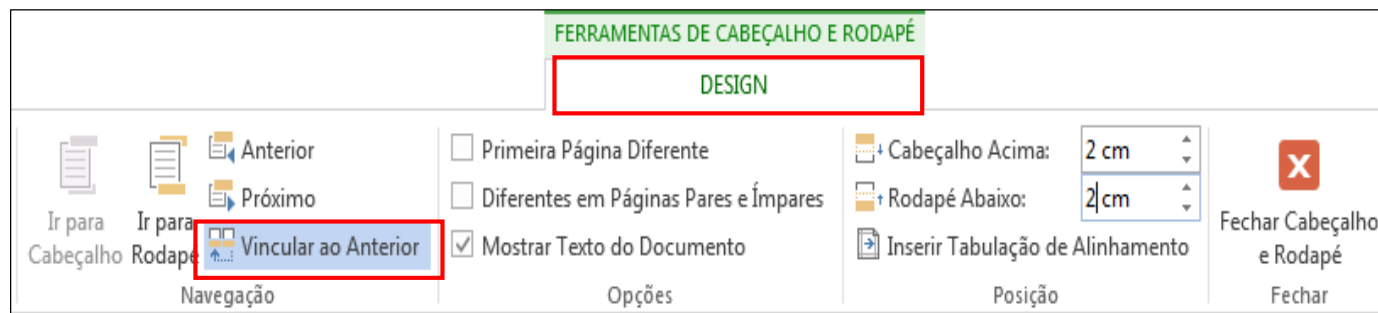 FERRAMENTAS DE CABEÇALHO E RODAPÉ
DESIGN
Ir para
Cabeçalho
Ir para
Rodapé
Anterior
Próximo
Vincular ao Anterior
Navegação
Primeira Página Diferente
Diferentes em Páginas Pares e Ímpares
Mostrar Texto do Documento
Opções
Cabeçalho Acima: 2 cm
Rodapé Abaixo: 2 cm
Inserir Tabulação de Alinhamento
Posição
X
Fechar Cabeçalho
e Rodapé
Fechar